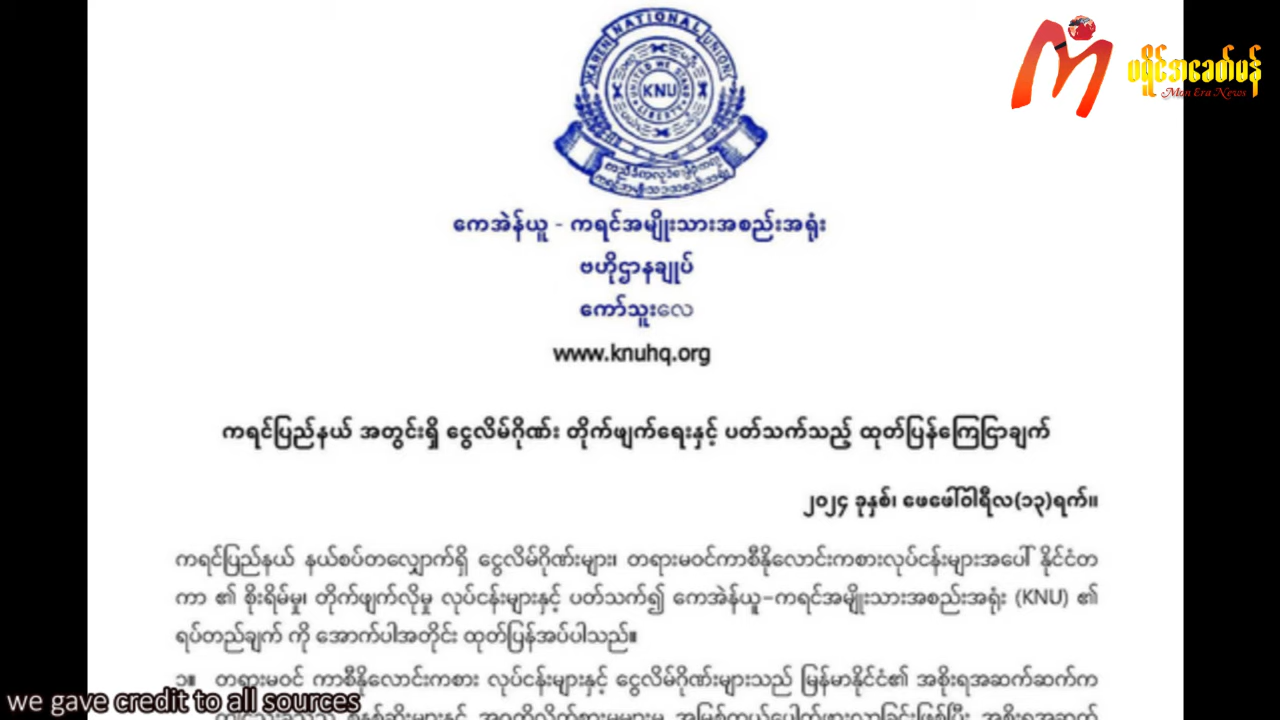 KAREN NATIONAL UNION
UNITED WE STAND
KNU
LIBERTY
ပရိုင်အခေတ်မန်
Mon Era News
ကေအဲန်ယူ - ကရင်အမျိုးသားအစည်းအရုံး
ဗဟိုဌာနချုပ်
ကော်သူးလေ
www.knuhq.org
ကရင်ပြည်နယ် အတွင်းရှိ ငွေလိမ်ဂိုဏ်း တိုက်ဖျက်ရေးနှင့် ပတ်သက်သည့် ထုတ်ပြန်ကြေငြာချက်
၂၀၂၄ ခုနှစ်၊ ဖေဖေါ်ဝါရီလ(၁၃)ရက်။
ကရင်ပြည်နယ် နယ်စပ်တလျှောက်ရှိ ငွေလိမ်ဂိုဏ်းများ၊ တရားမဝင်ကာစီနိုလောင်းကစားလုပ်ငန်းများအပေါ် နိုင်ငံတ
ကာ ၏ စိုးရိမ်မှု၊ တိုက်ဖျက်လိုမှု လုပ်ငန်းများနှင့် ပတ်သက်၍ ကေအဲန်ယူ–ကရင်အမျိုးသားအစည်းအရုံး (KNU) ၏
ရပ်တည်ချက် ကို အောက်ပါအတိုင်း ထုတ်ပြန်အပ်ပါသည်။
၁။ တရားမဝင် ကာစီနိုလောင်းကစား လုပ်ငန်းများနှင့် ငွေလိမ်ဂိုဏ်းများသည် မြန်မာနိုင်ငံ၏ အစိုးရအဆက်ဆက်က
we gave credit to all sources